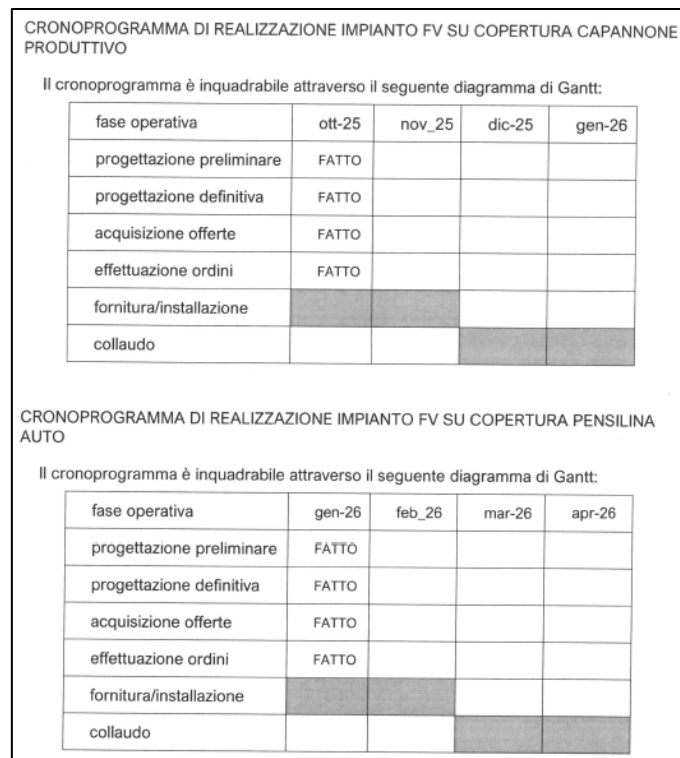 CRONOPROGRAMMA DI REALIZZAZIONE IMPIANTO FV SU COPERTURA CAPANNONE
PRODUTTIVO
Il cronoprogramma è inquadrabile attraverso il seguente diagramma di Gantt:
fase operativa ott-25 nov_25 dic-25 gen-26
progettazione preliminare FATTO
progettazione definitiva FATTO
acquisizione offerte FATTO
effettuazione ordini FATTO
fornitura/installazione
collaudo
CRONOPROGRAMMA DI REALIZZAZIONE IMPIANTO FV SU COPERTURA PENSILINA
AUTO
Il cronoprogramma è inquadrabile attraverso il seguente diagramma di Gantt:
fase operativa gen-26 feb_26 mar-26 apr-26
progettazione preliminare FATTO
progettazione definitiva FATTO
acquisizione offerte FATTO
effettuazione ordini FATTO
fornitura/installazione
collaudo